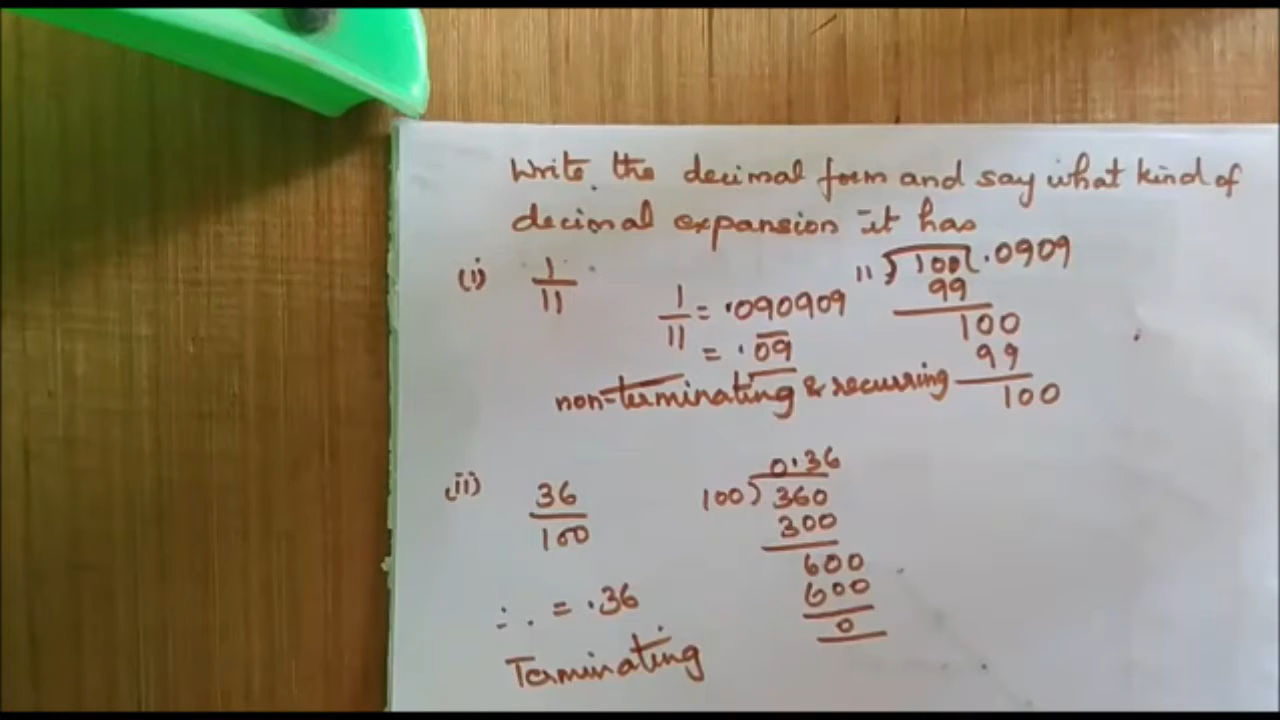 Write the decimal form and say what kind of
decimal expansion it has
(i) 1/11
11 ) 100 ( .0909
99
100
99
100
1/11 = .090909
= .0̅9̅
non-terminating & recurring
(ii) 36/100
0.36
100 ) 360
300
600
600
0
∴ = .36
Terminating